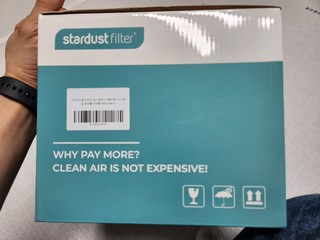 stardust filter
WHY PAY MORE?
CLEAN AIR IS NOT EXPENSIVE!